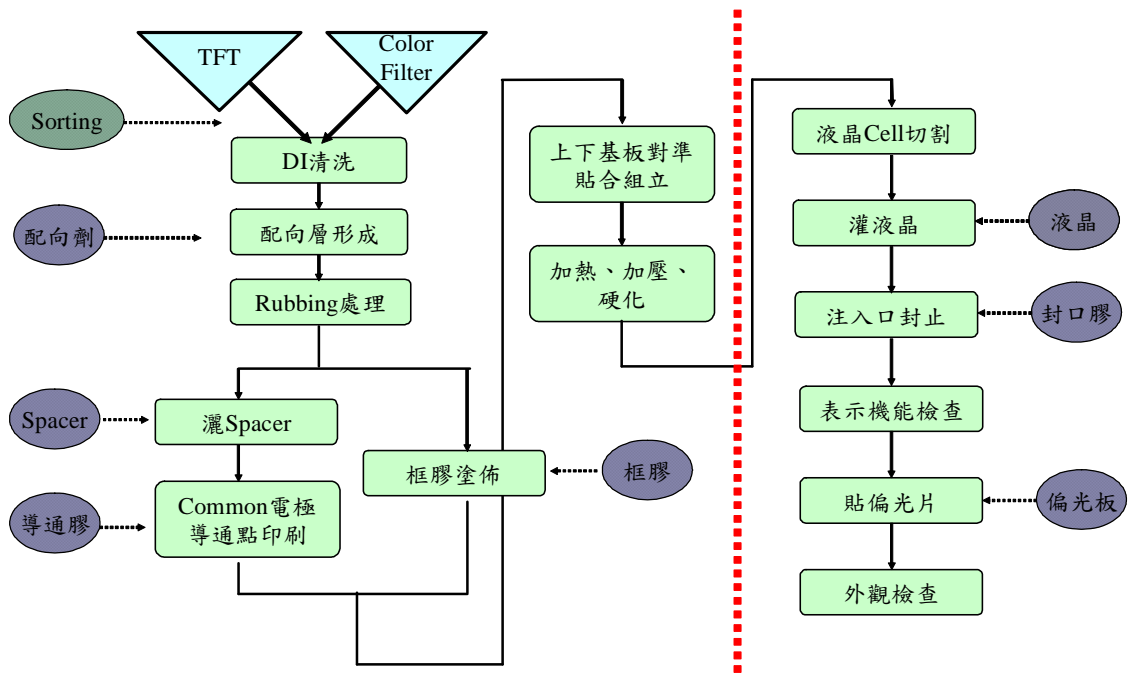 TFT
Color
Filter
Sorting
DI清洗
配向劑
配向層形成
Rubbing處理
Spacer
灑Spacer
導通膠
Common電極
導通點印刷
框膠塗佈
框膠
上下基板對準
貼合組立
加熱、加壓、
硬化
液晶Cell切割
灌液晶
液晶
注入口封止
封口膠
表示機能檢查
貼偏光片
偏光板
外觀檢查